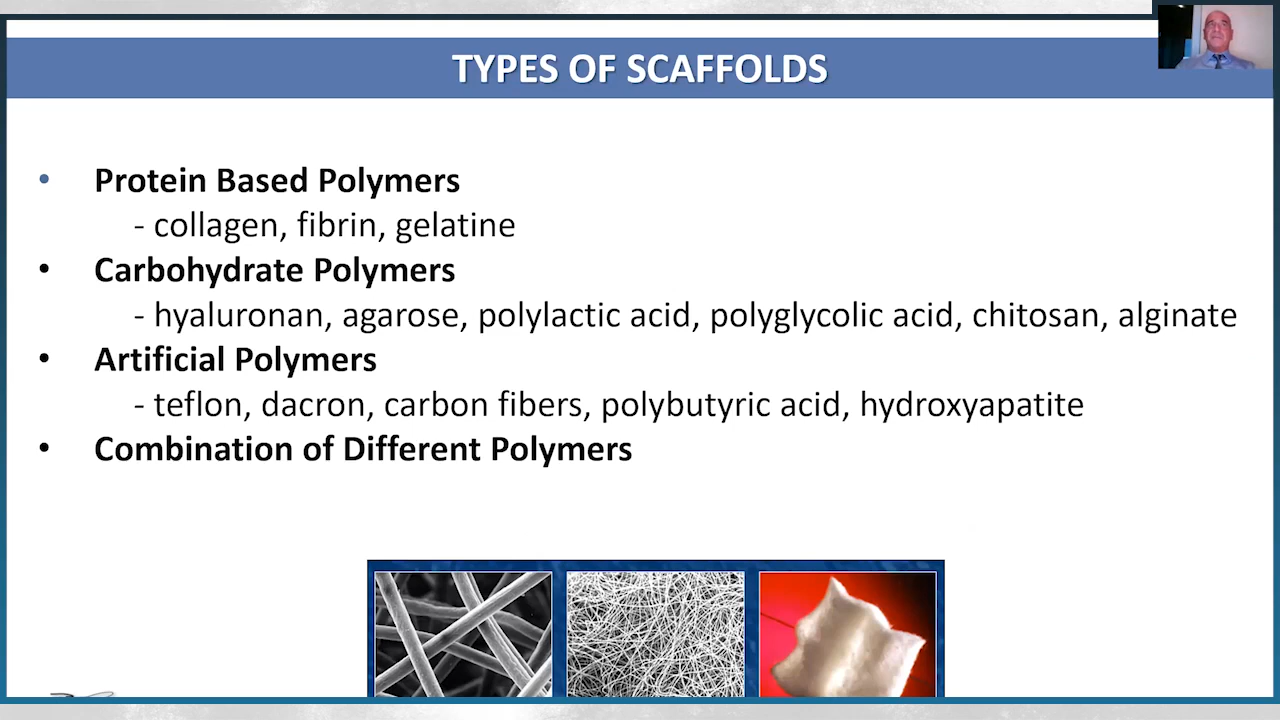 TYPES OF SCAFFOLDS
• Protein Based Polymers
- collagen, fibrin, gelatine
• Carbohydrate Polymers
- hyaluronan, agarose, polylactic acid, polyglycolic acid, chitosan, alginate
• Artificial Polymers
- teflon, dacron, carbon fibers, polybutyric acid, hydroxyapatite
• Combination of Different Polymers